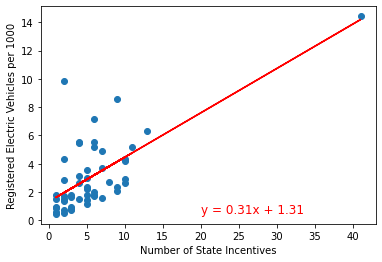 14
12
10
8
6
4
2
0
Registered Electric Vehicles per 1000
y = 0.31x + 1.31
0 5 10 15 20 25 30 35 40
Number of State Incentives